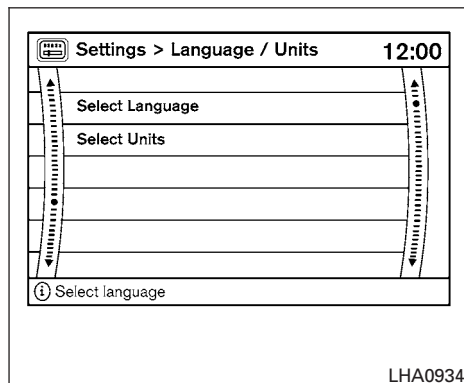 Settings > Language / Units 12:00
Select Language
Select Units
i Select language
LHA0934